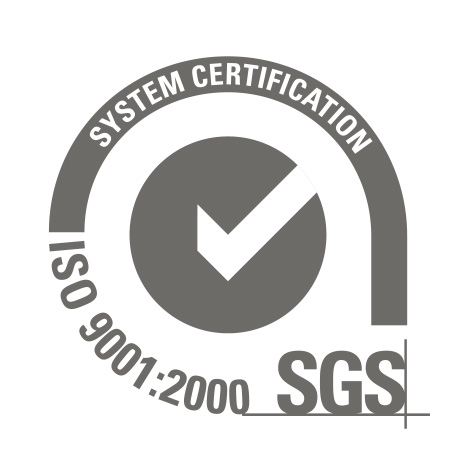 SYSTEM CERTIFICATION
ISO 9001:2000
SGS